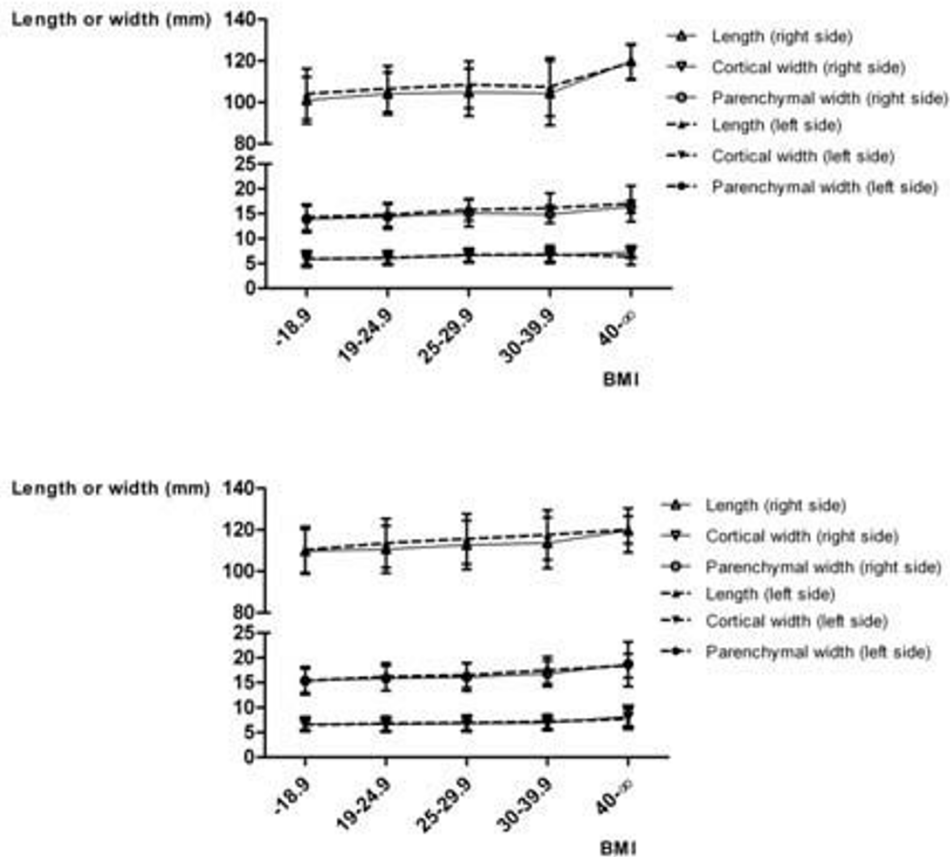 Length or width (mm)
140
120
100
80
25
20
15
10
5
0
-18.9
19-24.9
25-29.9
30-39.9
40-∞
BMI
Length (right side)
Cortical width (right side)
Parenchymal width (right side)
Length (left side)
Cortical width (left side)
Parenchymal width (left side)
Length or width (mm)
140
120
100
80
25
20
15
10
5
0
-18.9
19-24.9
25-29.9
30-39.9
40-∞
BMI
Length (right side)
Cortical width (right side)
Parenchymal width (right side)
Length (left side)
Cortical width (left side)
Parenchymal width (left side)